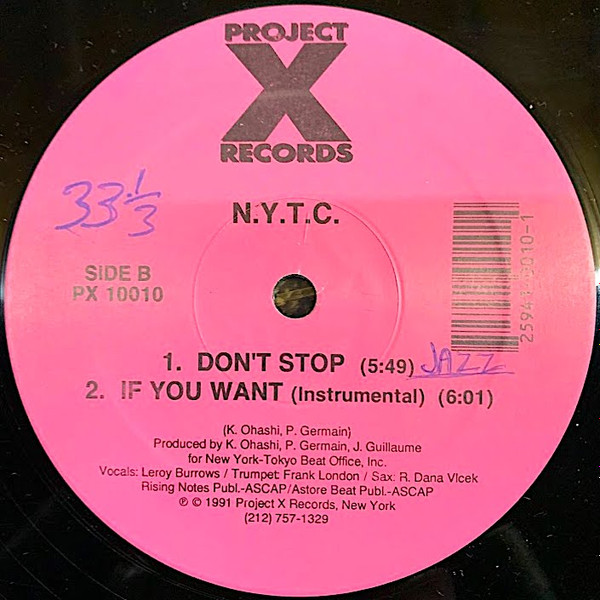 PROJECT
X
RECORDS
33 1/3
N.Y.T.C.
SIDE B
PX 10010
1. DON'T STOP (5:49) JAZZ
2. IF YOU WANT (Instrumental) (6:01)
(K. Ohashi, P. Germain)
Produced by K. Ohashi, P. Germain, J. Guillaume
for New York-Tokyo Beat Office, Inc.
Vocals: Leroy Burrows / Trumpet: Frank London / Sax: R. Dana Vlcek
Rising Notes Publ.-ASCAP/Astore Beat Publ.-ASCAP
℗ © 1991 Project X Records, New York
(212) 757-1329